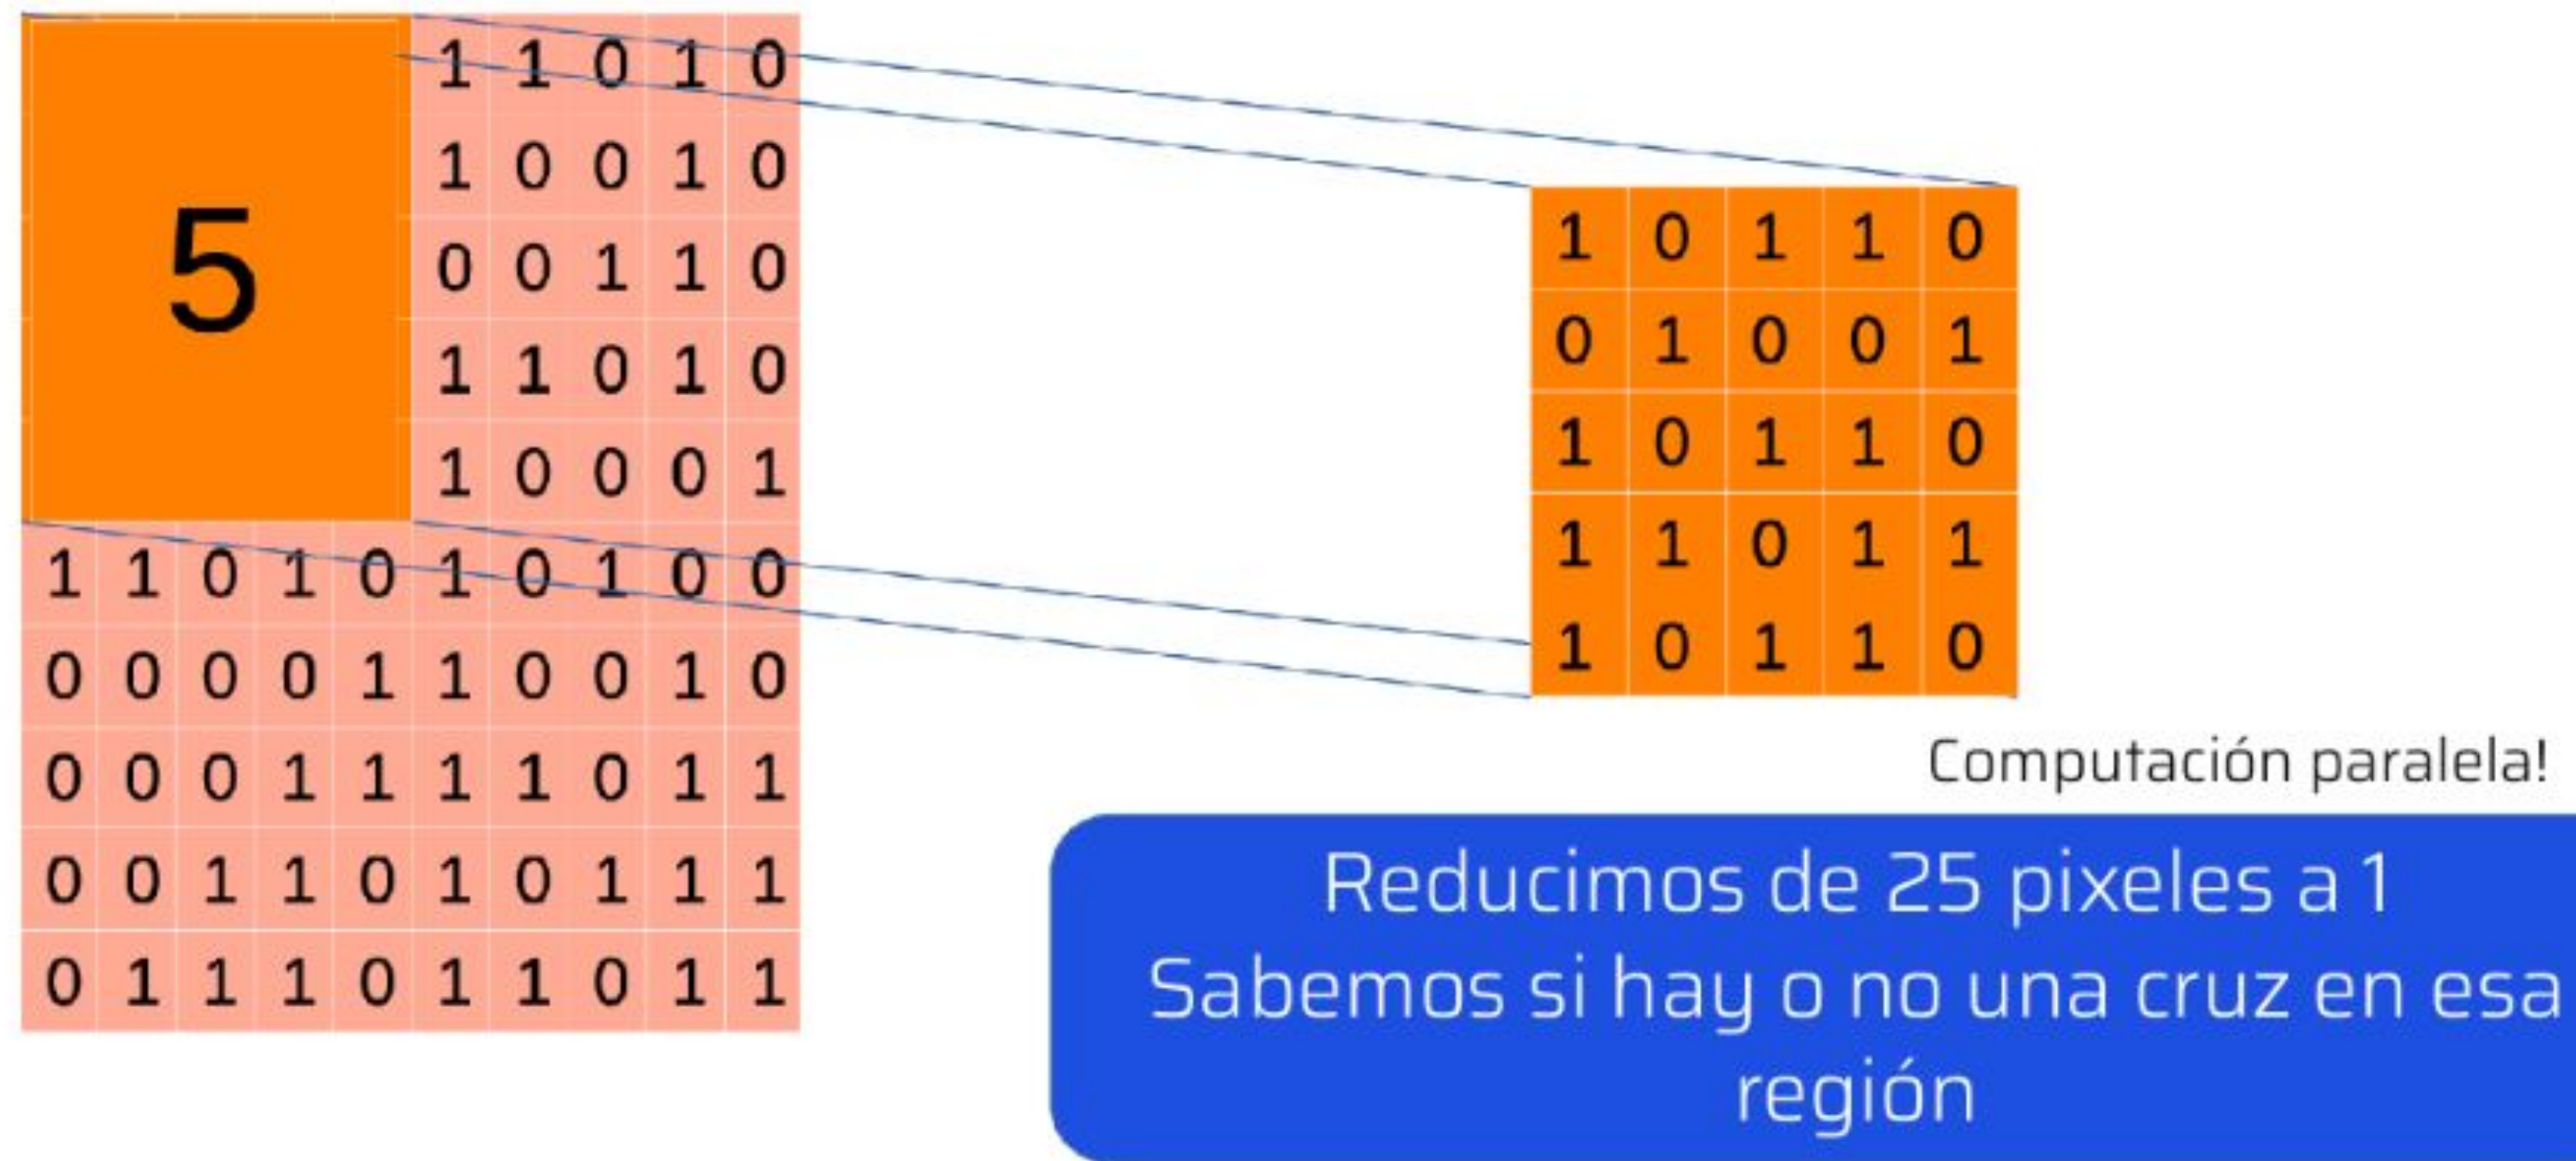 1 1 0 1 0
1 0 0 1 0
5
0 0 1 1 0
1 1 0 1 0
1 0 0 0 1
1 1 0 1 0 1 0 1 0 0
0 0 0 0 1 1 0 0 1 0
0 0 0 1 1 1 1 0 1 1
0 0 1 1 0 1 0 1 1 1
0 1 1 1 0 1 1 0 1 1
1 0 1 1 0
0 1 0 0 1
1 0 1 1 0
1 1 0 1 1
1 0 1 1 0
Computación paralela!
Reducimos de 25 pixeles a 1
Sabemos si hay o no una cruz en esa
región